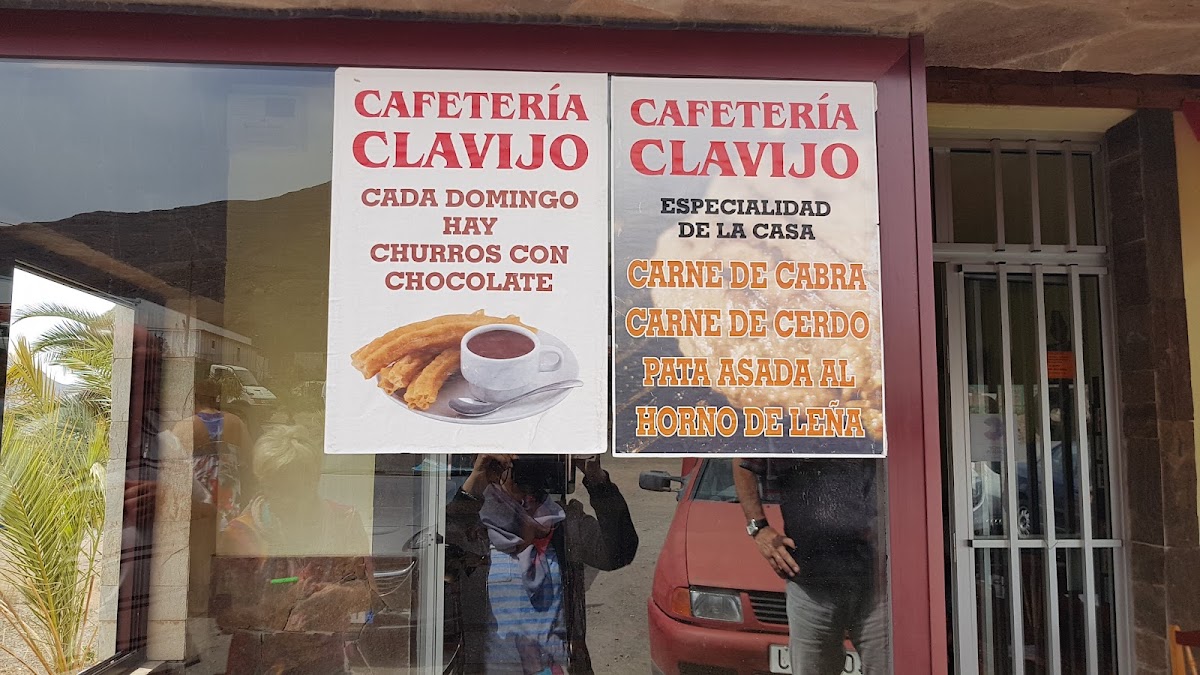 CAFETERÍA
CLAVIJO
CADA DOMINGO
HAY
CHURROS CON
CHOCOLATE
CAFETERÍA
CLAVIJO
ESPECIALIDAD
DE LA CASA
CARNE DE CABRA
CARNE DE CERDO
PATA ASADA AL
HORNO DE LEÑA